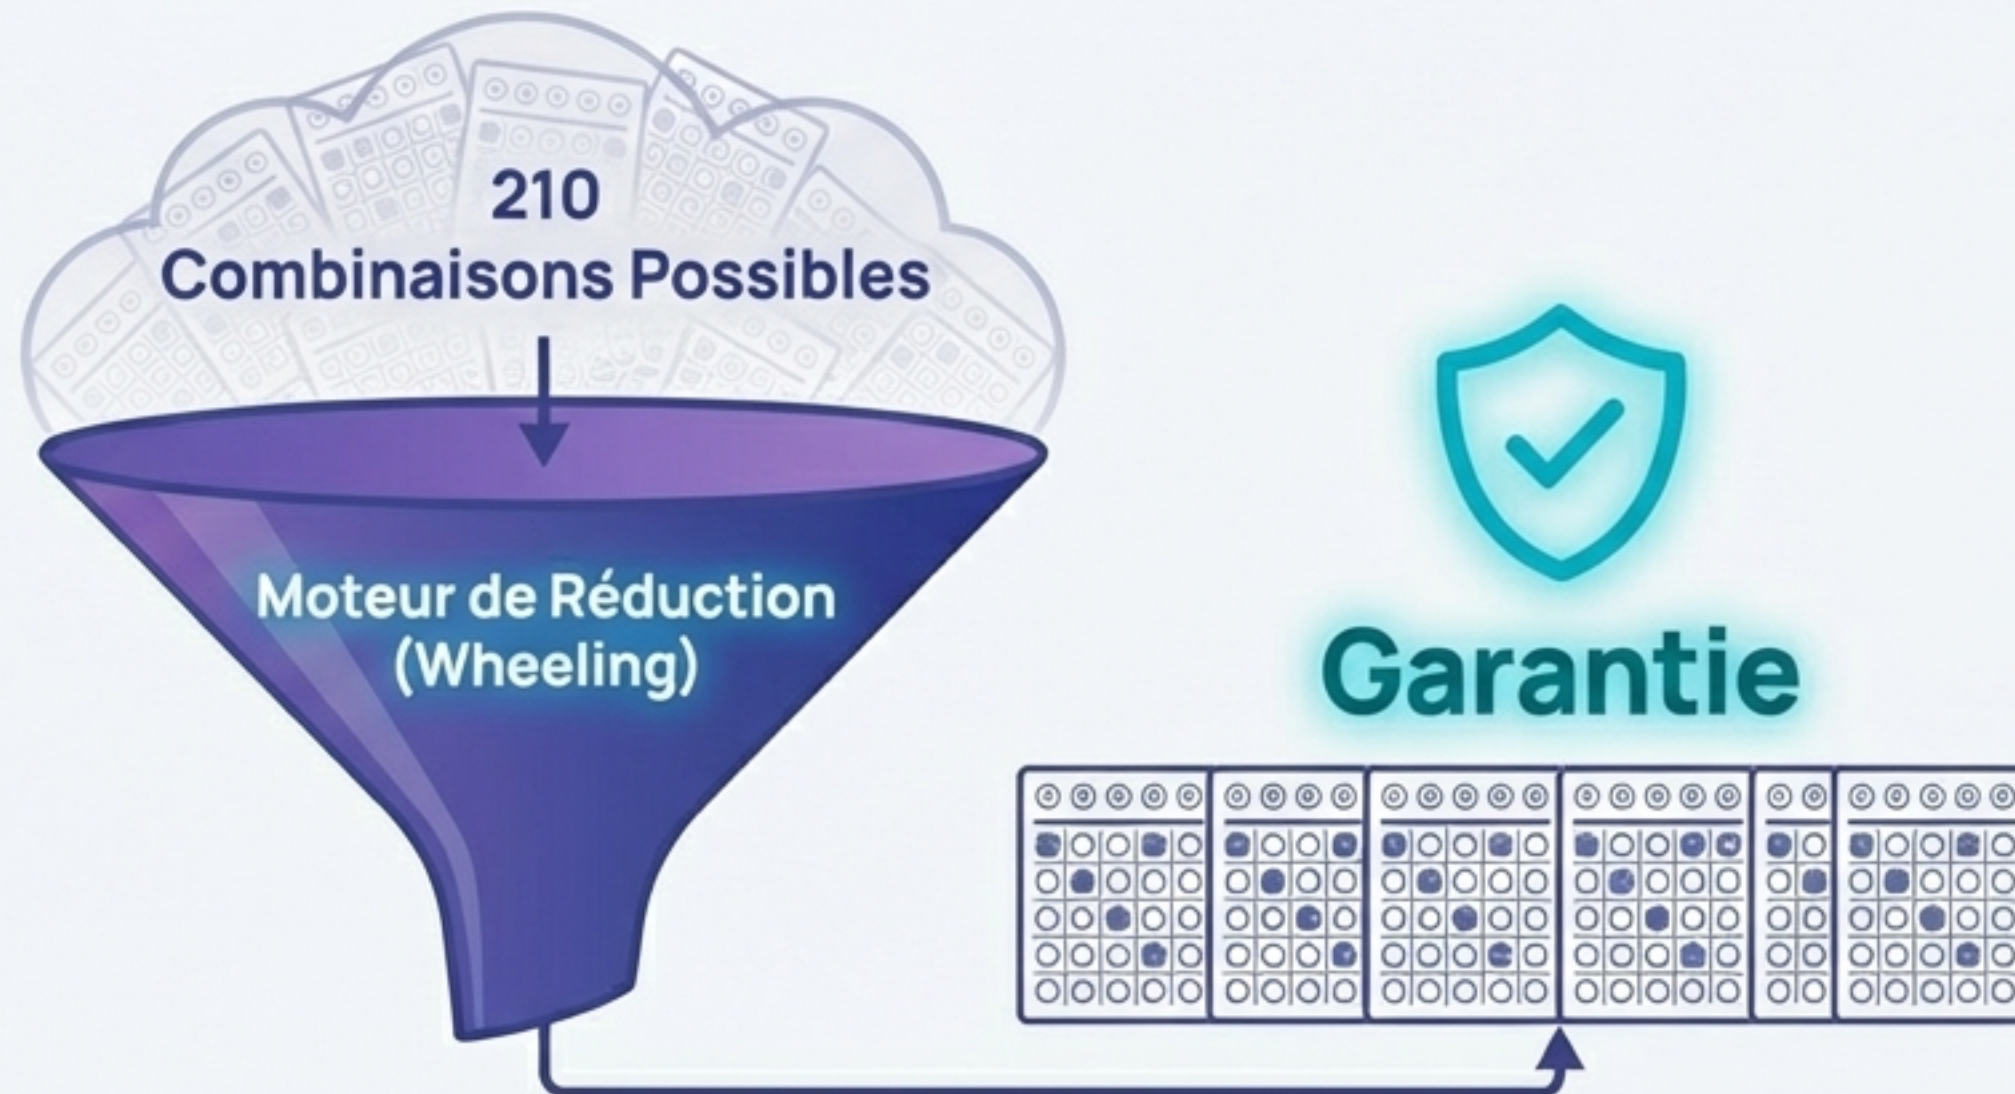 210
Combinaisons Possibles
Moteur de Réduction
(Wheeling)
Garantie